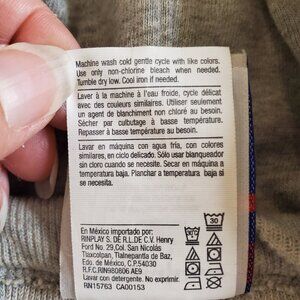 Machine wash cold gentle cycle with like colors.
Use only non-chlorine bleach when needed.
Tumble dry low. Cool iron if needed.
Laver à la machine à l'eau froide, cycle délicat
avec des couleurs similaires. Utiliser seulement un
agent de blanchiment non chloré au besoin.
Sécher par culbutage à basse température.
Repasser à basse température au besoin.
Lavar en máquina con agua fría, con colores
similares, en ciclo delicado. Sólo usar blanqueador
sin cloro cuando sea necesario. Secar en máquina a
temperatura baja. Planchar a temperatura baja si
se necesita.
En México importado por:
RINPLAY S. DE R.L.DE C.V. Henry
Ford No. 29,Col. San Nicolás
Tlaxcolpan, Tlalnepantla de Baz,
Edo. de México C.P.54030
R.F.C.RIN980806 AE9
Lavar con detergente. No exprimir.
RN15763 CA00153
30